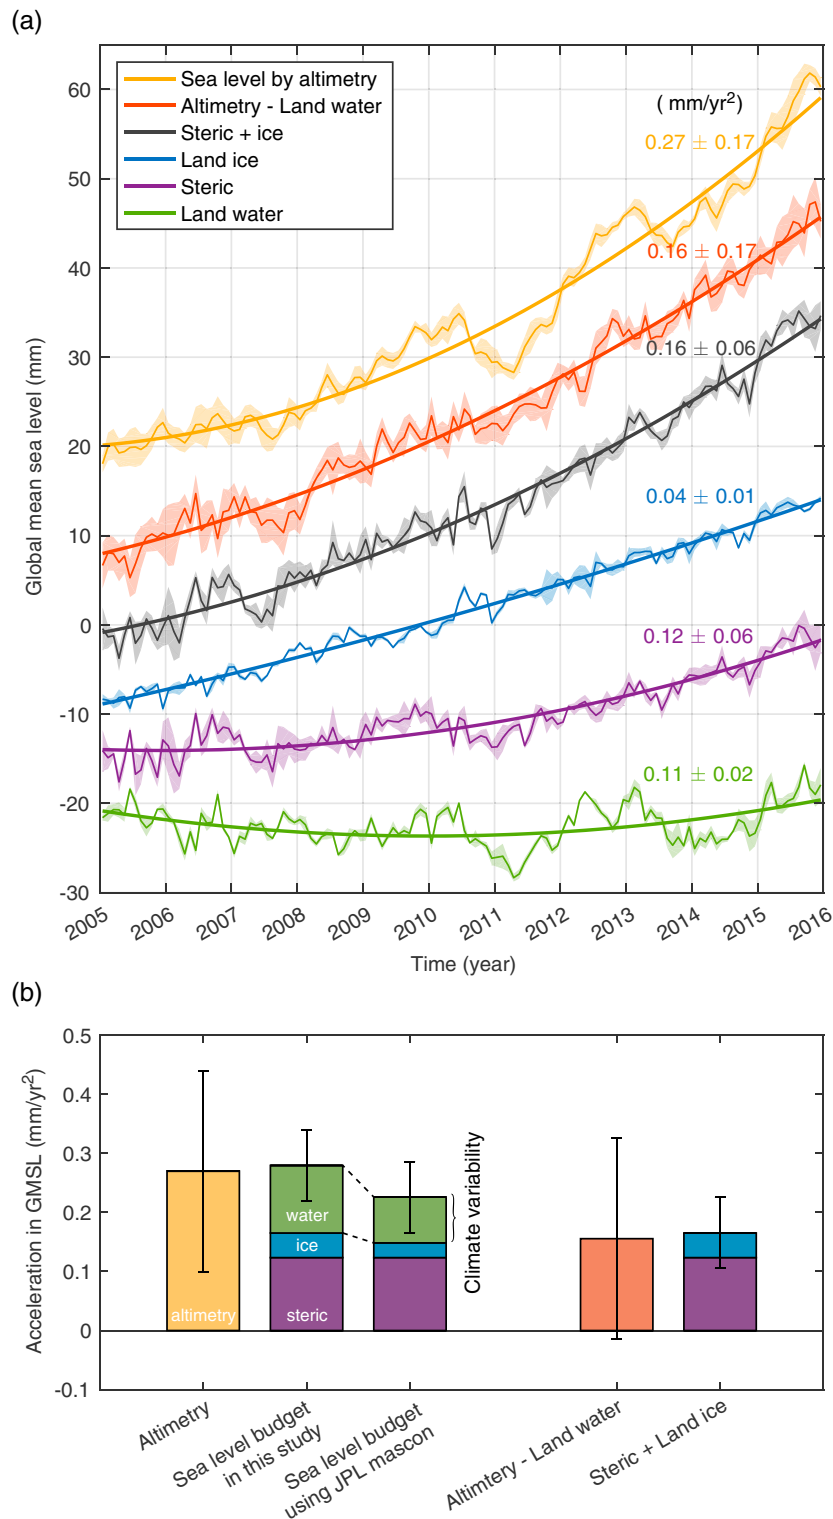 (a)
Sea level by altimetry
Altimetry - Land water
Steric + ice
Land ice
Steric
Land water
( mm/yr²)
0.27 ± 0.17
0.16 ± 0.17
0.16 ± 0.06
0.04 ± 0.01
0.12 ± 0.06
0.11 ± 0.02
Global mean sea level (mm)
60
50
40
30
20
10
0
-10
-20
-30
2005
2006
2007
2008
2009
2010
2011
2012
2013
2014
2015
2016
Time (year)
(b)
Acceleration in GMSL (mm/yr²)
0.5
0.4
0.3
0.2
0.1
0
-0.1
altimetry
water
ice
steric
Climate variability
Altimetry
Sea level budget
in this study
Sea level budget
using JPL mascon
Altimtery - Land water
Steric + Land ice